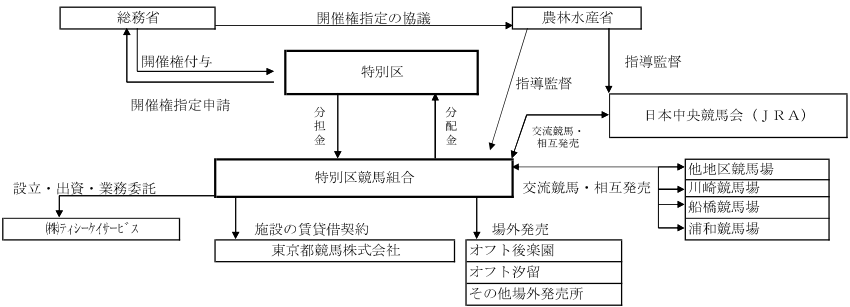 総務省
開催権指定の協議
農林水産省
開催権付与
特別区
指導監督
指導監督
開催権指定申請
分担金
分配金
日本中央競馬会（ＪＲＡ）
交流競馬・
相互発売
特別区競馬組合
他地区競馬場
設立・出資・業務委託
交流競馬・相互発売
川崎競馬場
船橋競馬場
㈱ﾃｨｼｰｹｲｻｰﾋﾞｽ
施設の賃貸借契約
場外発売
浦和競馬場
東京都競馬株式会社
オフト後楽園
オフト汐留
その他場外発売所